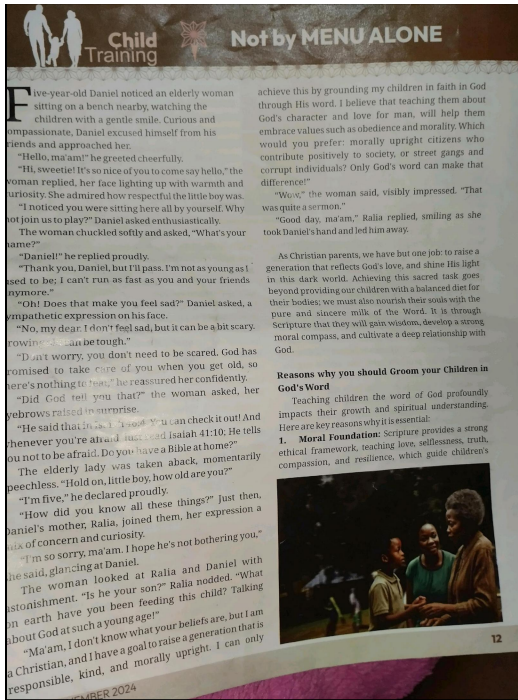 Child
Training
Not by MENU ALONE
Five-year-old Daniel noticed an elderly woman
sitting on a bench nearby, watching the
children with a gentle smile. Curious and
ompassionate, Daniel excused himself from his
riends and approached her.
"Hello, ma'am!" he greeted cheerfully.
"Hi, sweetie! It's so nice of you to come say hello," the
woman replied, her face lighting up with warmth and
uriosity. She admired how respectful the little boy was.
"I noticed you were sitting here all by yourself. Why
ot join us to play?" Daniel asked enthusiastically.
The woman chuckled softly and asked, "What's your
ame?"
"Daniel!" he replied proudly.
"Thank you, Daniel, but I'll pass. I'm not as young as I
used to be; I can't run as fast as you and your friends
nymore."
"Oh! Does that make you feel sad?" Daniel asked, a
ympathetic expression on his face.
"No, my dear. I don't feel sad, but it can be a bit scary.
rowing can be tough."
"Don't worry, you don't need to be scared. God has
romised to take care of you when you get old, so
here's nothing to fear," he reassured her confidently.
"Did God tell you that?" the woman asked, her
yebrows raised in surprise.
"He said that in You can check it out! And
henever you're afraid, just read Isaiah 41:10; He tells
ou not to be afraid. Do you have a Bible at home?"
The elderly lady was taken aback, momentarily
peechless. "Hold on, little boy, how old are you?"
"I'm five," he declared proudly.
"How did you know all these things?" Just then,
Daniel's mother, Ralia, joined them, her expression a
mix of concern and curiosity.
"I'm so sorry, ma'am. I hope he's not bothering you,"
he said, glancing at Daniel.
The woman looked at Ralia and Daniel with
stonishment. "Is he your son?" Ralia nodded. "What
on earth have you been feeding this child? Talking
about God at such a young age!"
"Ma'am, I don't know what your beliefs are, but I am
a Christian, and I have a goal to raise a generation that is
responsible, kind, and morally upright. I can only
achieve this by grounding my children in faith in God
through His word. I believe that teaching them about
God's character and love for man, will help them
embrace values such as obedience and morality. Which
would you prefer: morally upright citizens who
contribute positively to society, or street gangs and
corrupt individuals? Only God's word can make that
difference!"
"Wow," the woman said, visibly impressed. "That
was quite a sermon."
"Good day, ma'am," Ralia replied, smiling as she
took Daniel's hand and led him away.
As Christian parents, we have but one job: to raise a
generation that reflects God's love, and shine His light
in this dark world. Achieving this sacred task goes
beyond providing our children with a balanced diet for
their bodies; we must also nourish their souls with the
pure and sincere milk of the Word. It is through
Scripture that they will gain wisdom, develop a strong
moral compass, and cultivate a deep relationship with
God.
Reasons why you should Groom your Children in
God's Word
Teaching children the word of God profoundly
impacts their growth and spiritual understanding.
Here are key reasons why it is essential:
1. Moral Foundation: Scripture provides a strong
ethical framework, teaching love, selflessness, truth,
compassion, and resilience, which guide children's
12
EMBER 2024